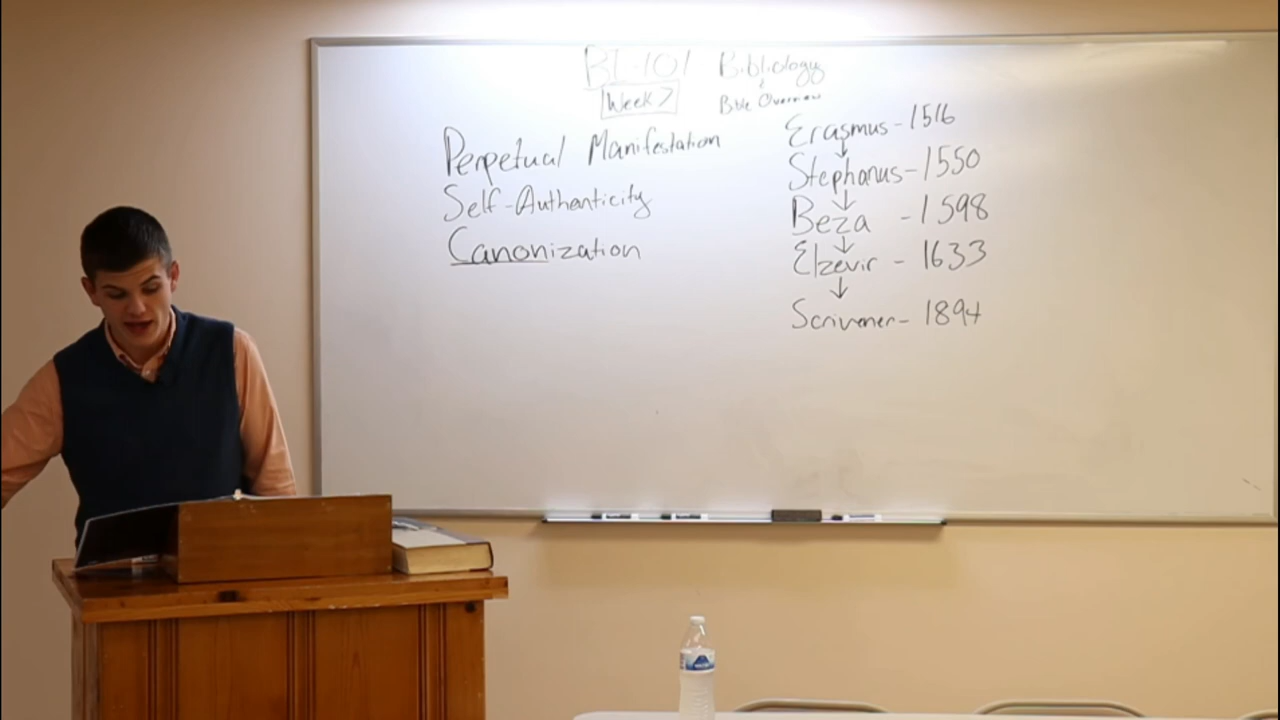 BI-101 Bibliology
Week 7
& Bible Overview
Perpetual Manifestation
Self-Authenticity
Canonization
Erasmus - 1516
Stephanus - 1550
Beza - 1598
Elzevir - 1633
Scrivener - 1894